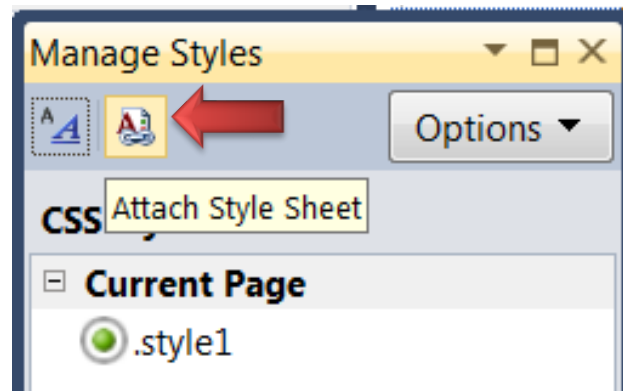 Manage Styles
Options
Attach Style Sheet
CSS
Current Page
.style1